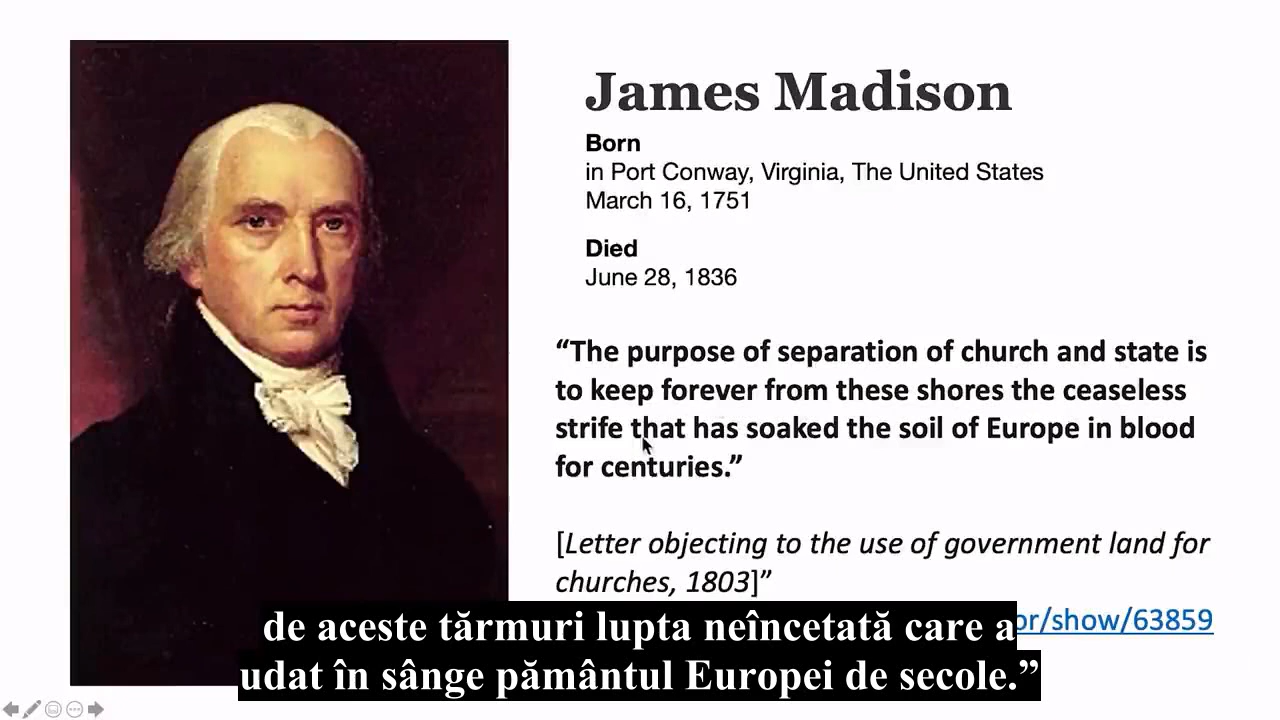 James Madison
Born
in Port Conway, Virginia, The United States
March 16, 1751
Died
June 28, 1836
“The purpose of separation of church and state is
to keep forever from these shores the ceaseless
strife that has soaked the soil of Europe in blood
for centuries.”
[Letter objecting to the use of government land for
churches, 1803]”
or/show/63859
de aceste tărmuri lupta neîncetată care a
udat în sânge pământul Europei de secole.”